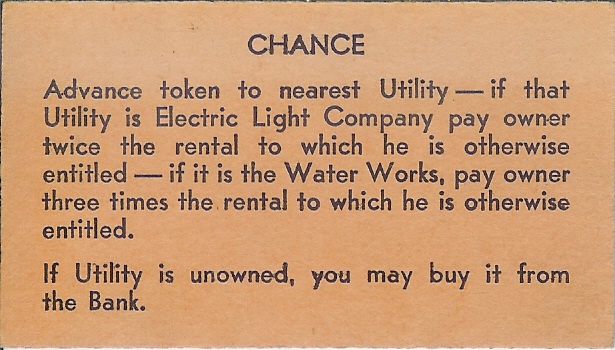 CHANCE
Advance token to nearest Utility — if that
Utility is Electric Light Company pay owner
twice the rental to which he is otherwise
entitled — if it is the Water Works, pay owner
three times the rental to which he is otherwise
entitled.
If Utility is unowned, you may buy it from
the Bank.